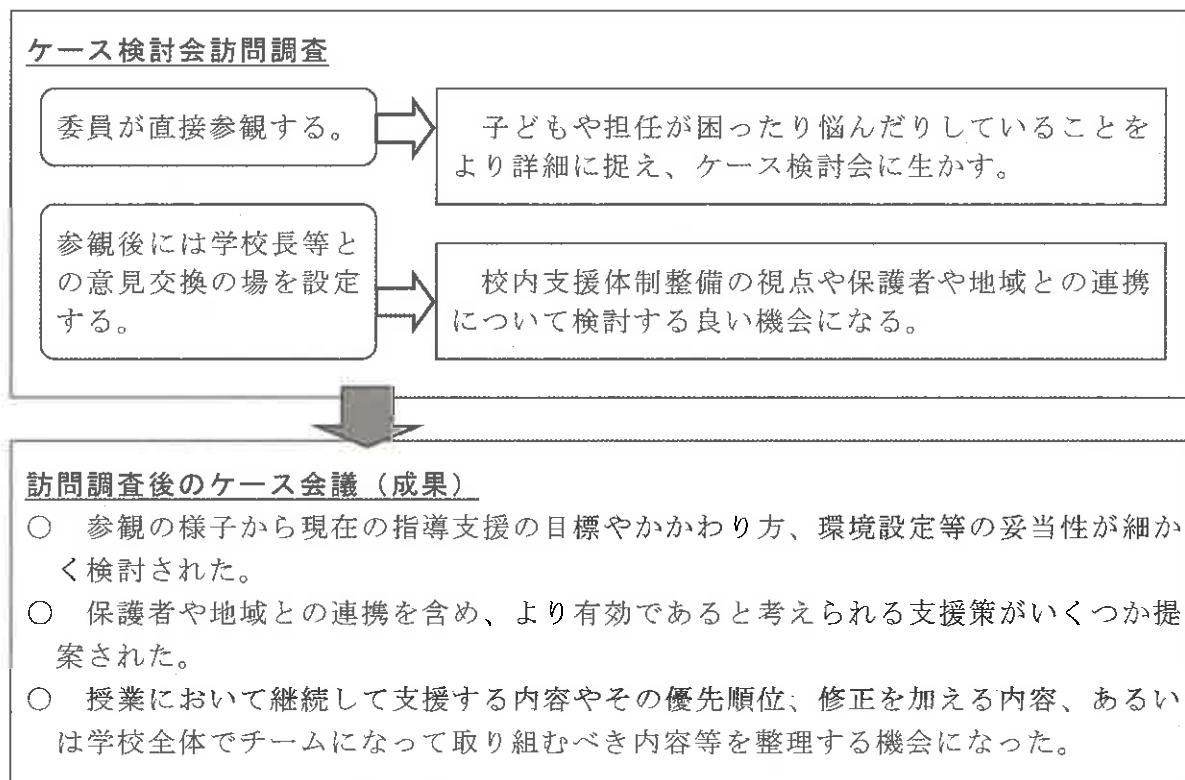 ケース検討会訪問調査
委員が直接参観する。
子どもや担任が困ったり悩んだりしていることを
より詳細に捉え、ケース検討会に生かす。
参観後には学校長等と
の意見交換の場を設定
する。
校内支援体制整備の視点や保護者や地域との連携
について検討する良い機会になる。
訪問調査後のケース会議（成果）
○　参観の様子から現在の指導支援の目標やかかわり方、環境設定等の妥当性が細か
く検討された。
○　保護者や地域との連携を含め、より有効であると考えられる支援策がいくつか提
案された。
○　授業において継続して支援する内容やその優先順位、修正を加える内容、あるい
は学校全体でチームになって取り組むべき内容等を整理する機会になった。